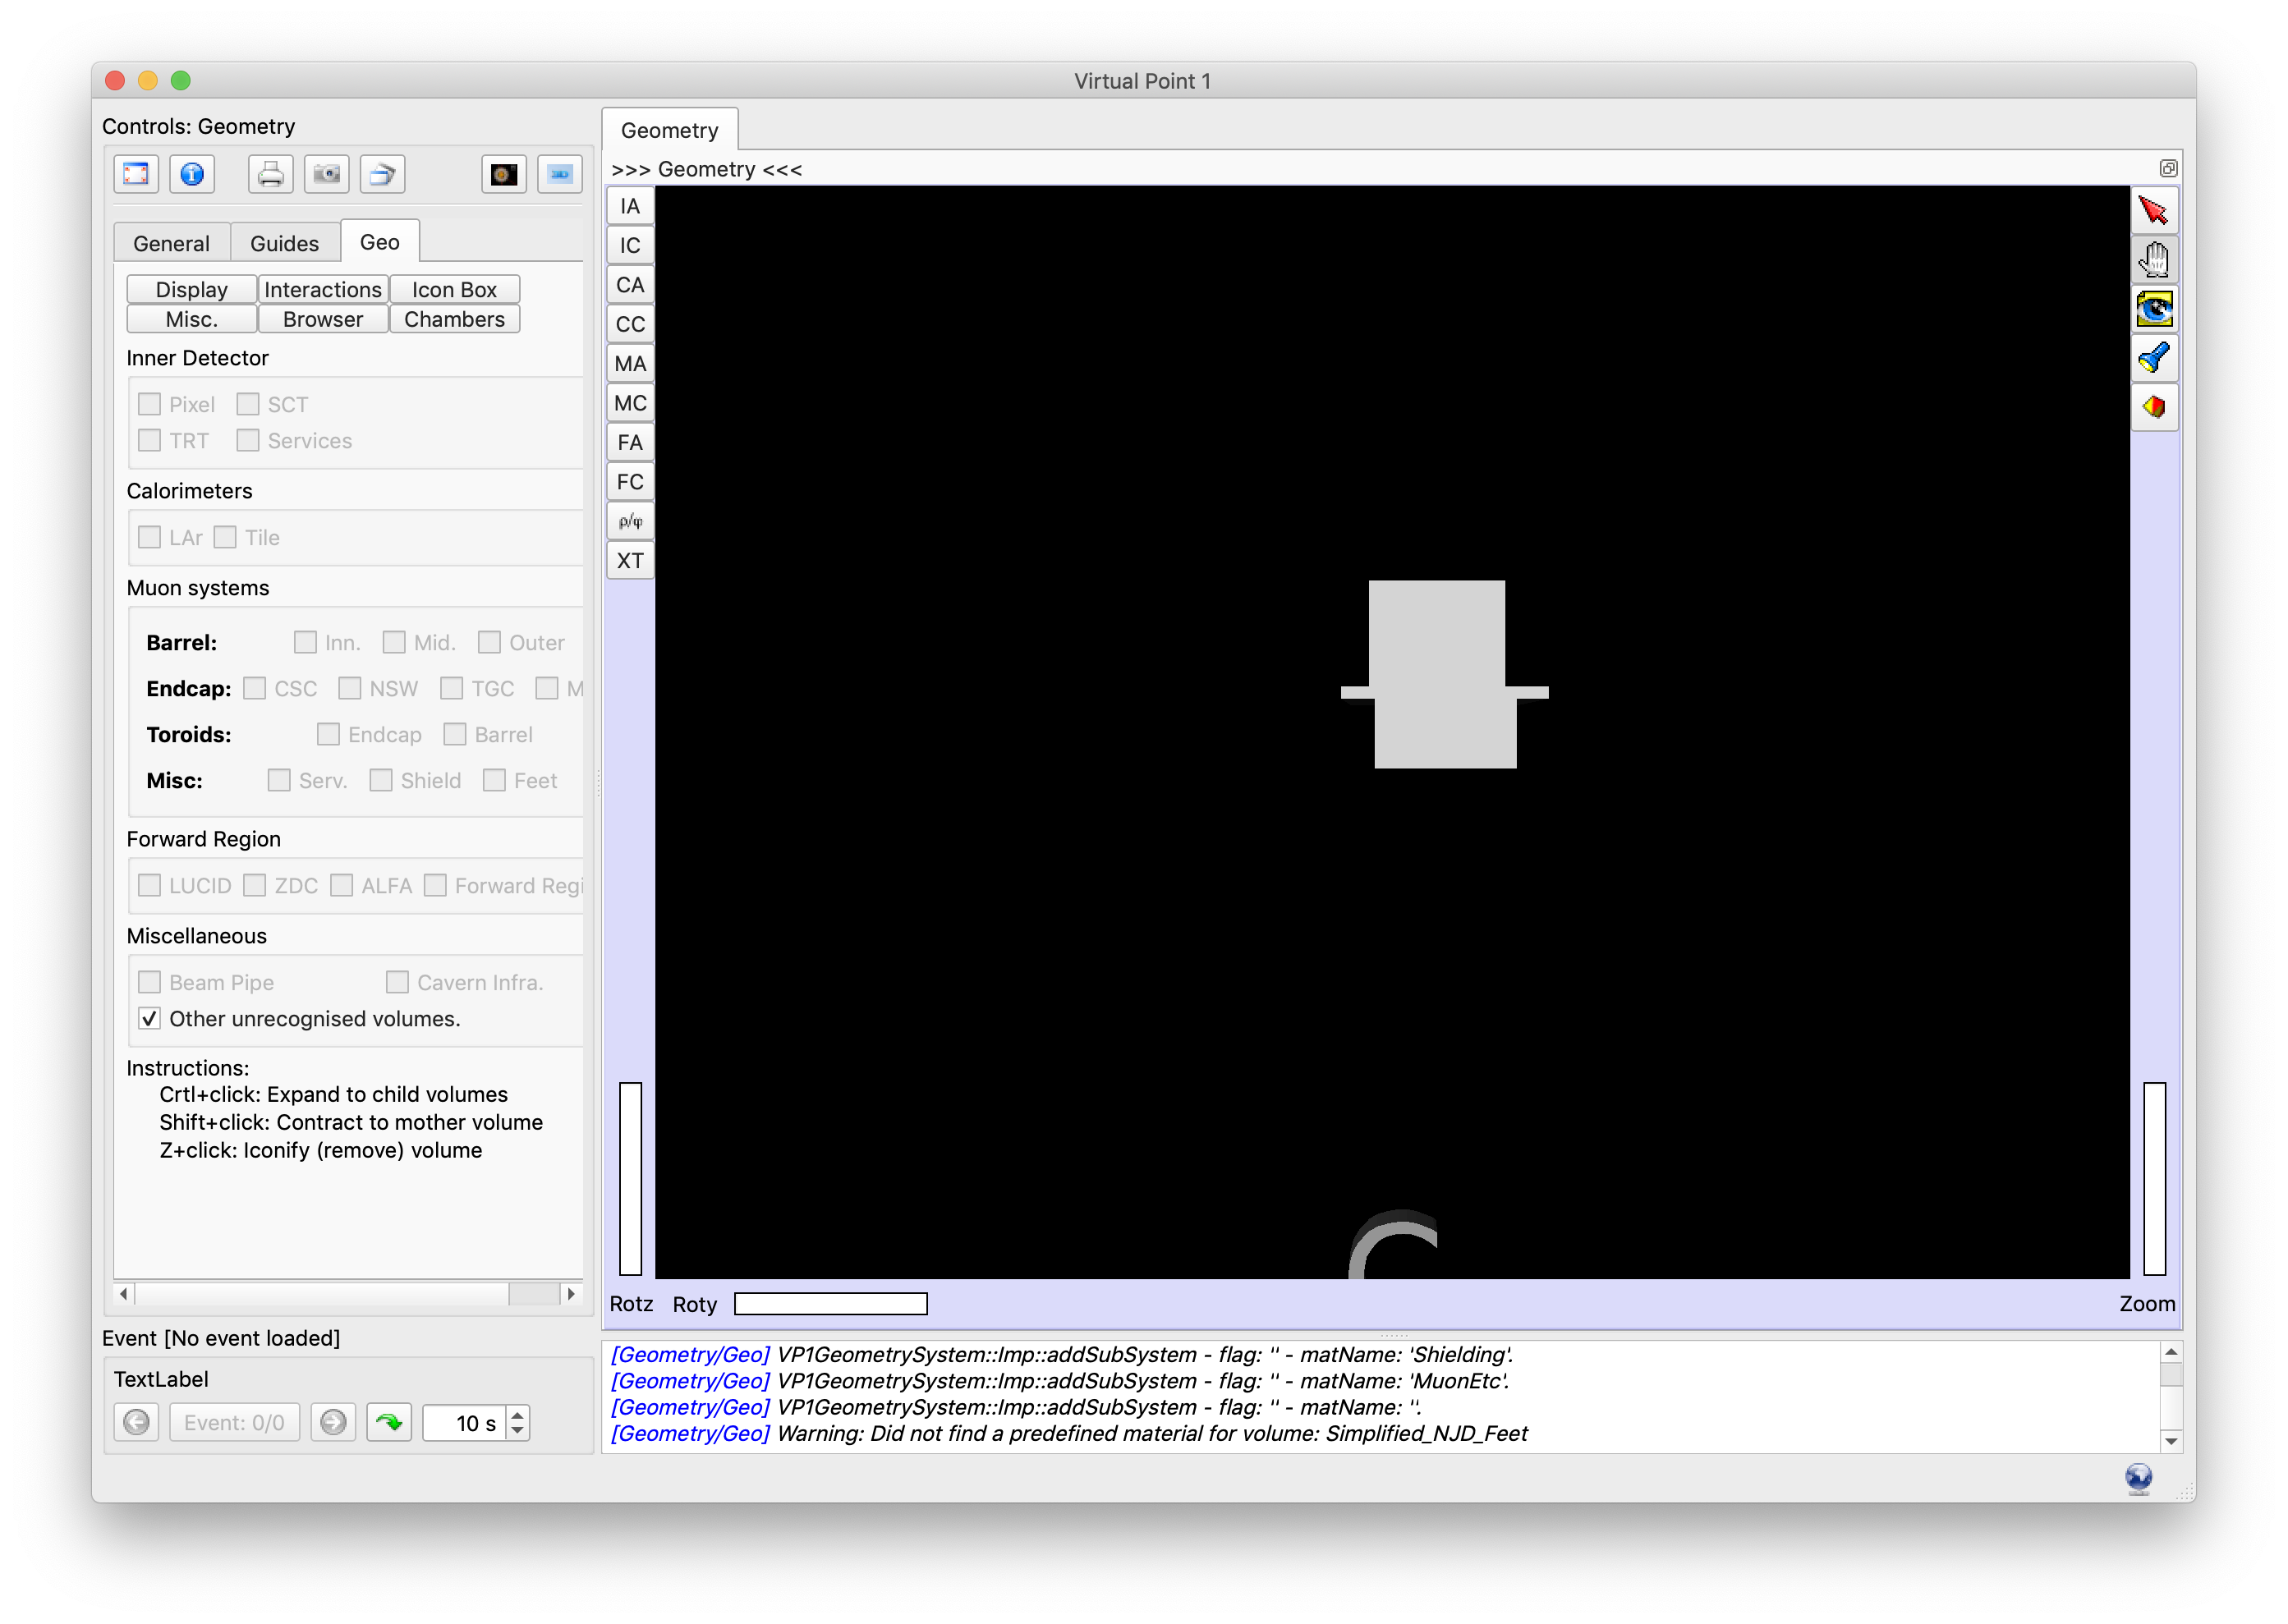 Virtual Point 1
Controls: Geometry
General Guides Geo
Display Interactions Icon Box
Misc. Browser Chambers
Inner Detector
Pixel SCT
TRT Services
Calorimeters
LAr Tile
Muon systems
Barrel: Inn. Mid. Outer
Endcap: CSC NSW TGC M
Toroids: Endcap Barrel
Misc: Serv. Shield Feet
Forward Region
LUCID ZDC ALFA Forward Regi
Miscellaneous
Beam Pipe Cavern Infra.
Other unrecognised volumes.
Instructions:
Crtl+click: Expand to child volumes
Shift+click: Contract to mother volume
Z+click: Iconify (remove) volume
Event [No event loaded]
TextLabel
Event: 0/0 10 s
Geometry
>>> Geometry <<<
IA
IC
CA
CC
MA
MC
FA
FC
ρ/φ
XT
Rotz Roty Zoom
[Geometry/Geo] VP1GeometrySystem::Imp::addSubSystem - flag: '' - matName: 'Shielding'.
[Geometry/Geo] VP1GeometrySystem::Imp::addSubSystem - flag: '' - matName: 'MuonEtc'.
[Geometry/Geo] VP1GeometrySystem::Imp::addSubSystem - flag: '' - matName: ''.
[Geometry/Geo] Warning: Did not find a predefined material for volume: Simplified_NJD_Feet